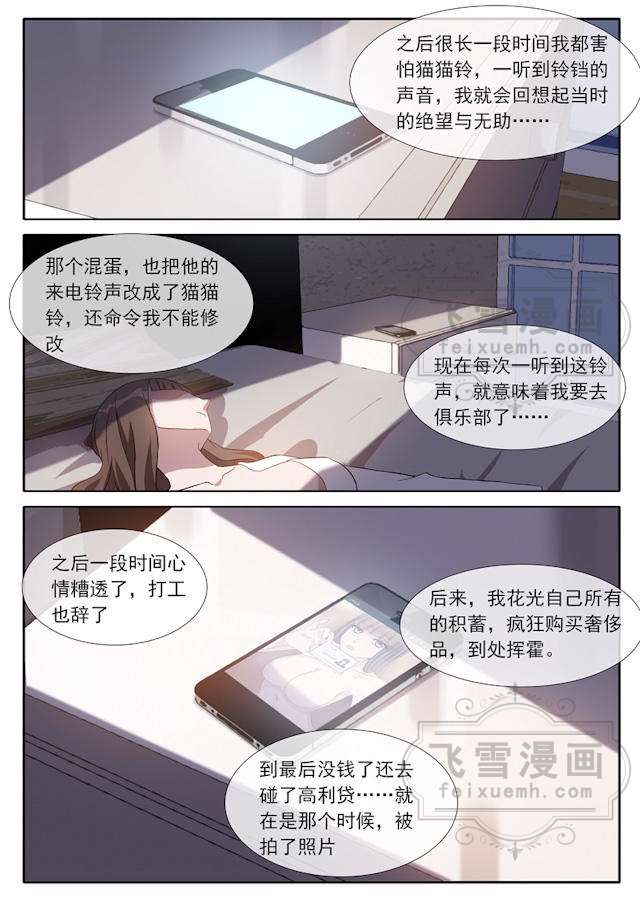 之后很长一段时间我都害
怕猫猫铃，一听到铃铛的
声音，我就会回想起当时
的绝望与无助……
那个混蛋，也把他的
来电铃声改成了猫猫
铃，还命令我不能修
改
飞雪漫画
feixuemh.com
现在每次一听到这铃
声，就意味着我要去
俱乐部了……
之后一段时间心
情糟透了，打工
也辞了
后来，我花光自己所有
的积蓄，疯狂购买奢侈
品，到处挥霍。
飞雪漫画
feixuemh.com
到最后没钱了还去
碰了高利贷……就
在是那个时候，被
拍了照片